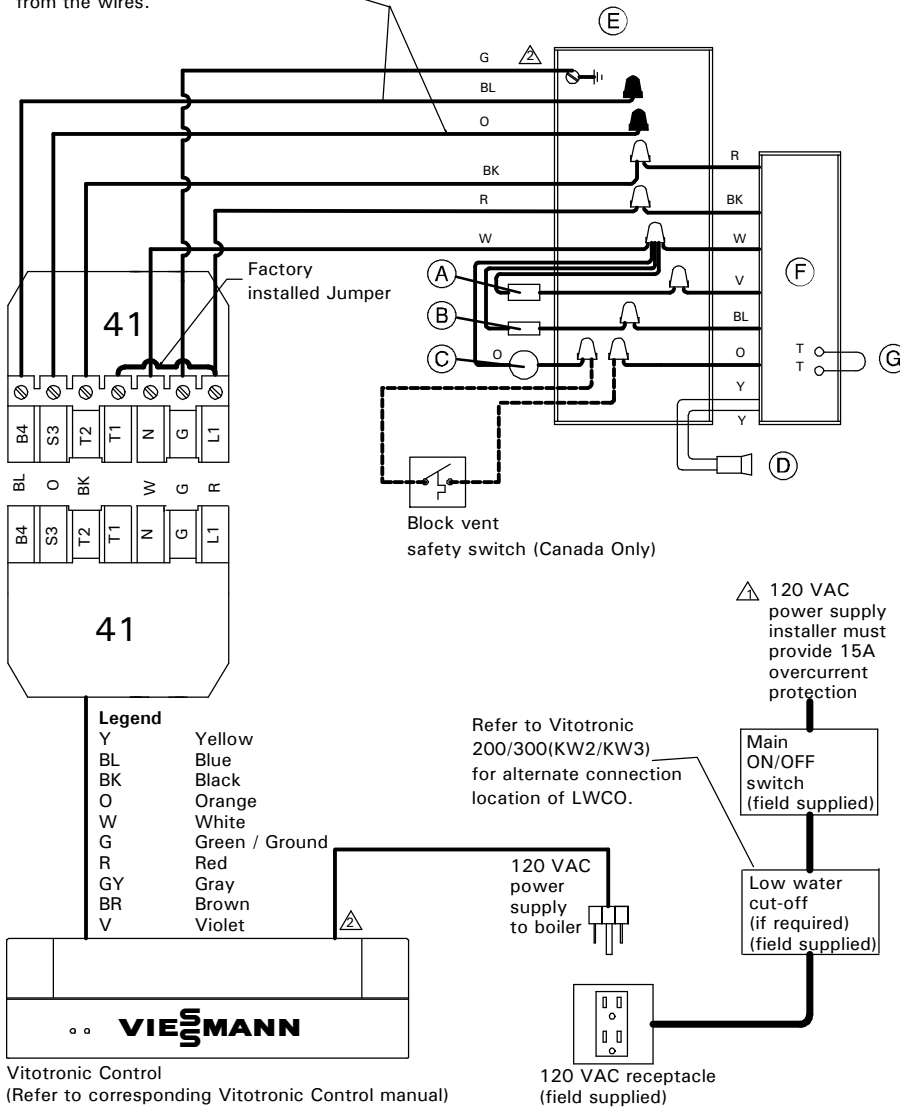 from the wires.
E
G
2
BL
O
BK
R
R
BK
W
W
Factory
installed Jumper
A
V
F
41
B
BL
C
O
O
T
T
G
Y
Y
D
B4
S3
T2
T1
N
G
L1
BL
O
BK
W
G
R
Block vent
safety switch (Canada Only)
B4
S3
T2
T1
N
G
L1
41
1
120 VAC
power supply
installer must
provide 15A
overcurrent
protection
Legend
Y Yellow
BL Blue
BK Black
O Orange
W White
G Green / Ground
R Red
GY Gray
BR Brown
V Violet
Refer to Vitotronic
200/300(KW2/KW3)
for alternate connection
location of LWCO.
Main
ON/OFF
switch
(field supplied)
120 VAC
power
supply
to boiler
Low water
cut-off
(if required)
(field supplied)
2
VIESSMANN
Vitotronic Control
(Refer to corresponding Vitotronic Control manual)
120 VAC receptacle
(field supplied)